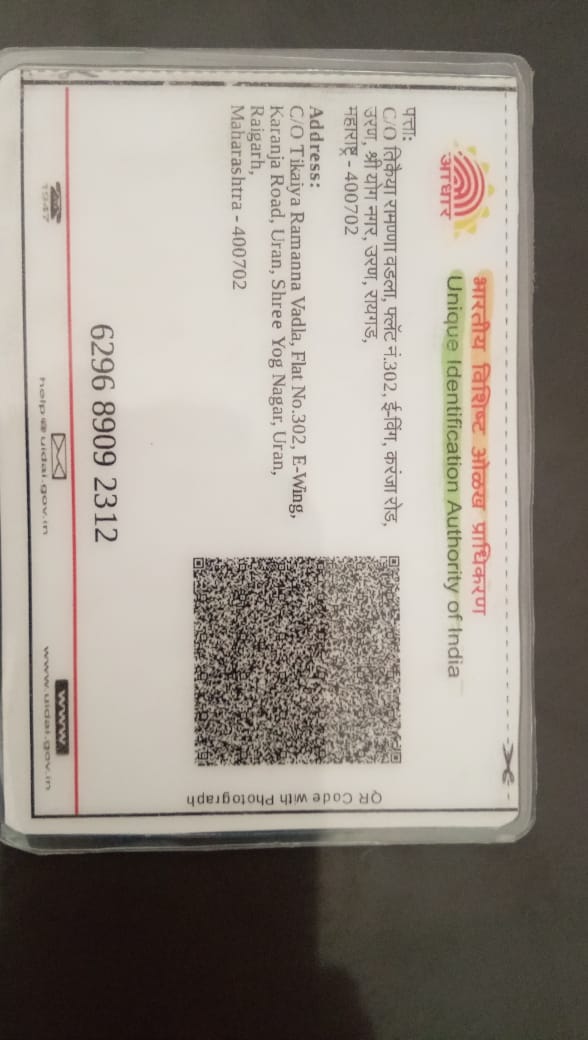 भारतीय विशिष्ट ओळख प्राधिकरण
Unique Identification Authority of India
आधार
पत्ता:
C/O तिकैया रामण्णा वडला, फ्लॅट नं.302, ई-विंग, करंजा रोड,
उरण, श्री योग नगर, उरण, रायगड,
महाराष्ट्र - 400702
Address:
C/O Tikaiya Ramanna Vadla, Flat No.302, E-Wing,
Karanja Road, Uran, Shree Yog Nagar, Uran,
Raigarh,
Maharashtra - 400702
QR Code with Photograph
6296 8909 2312
1947
help@uidai.gov.in
www.
www.uidai.gov.in